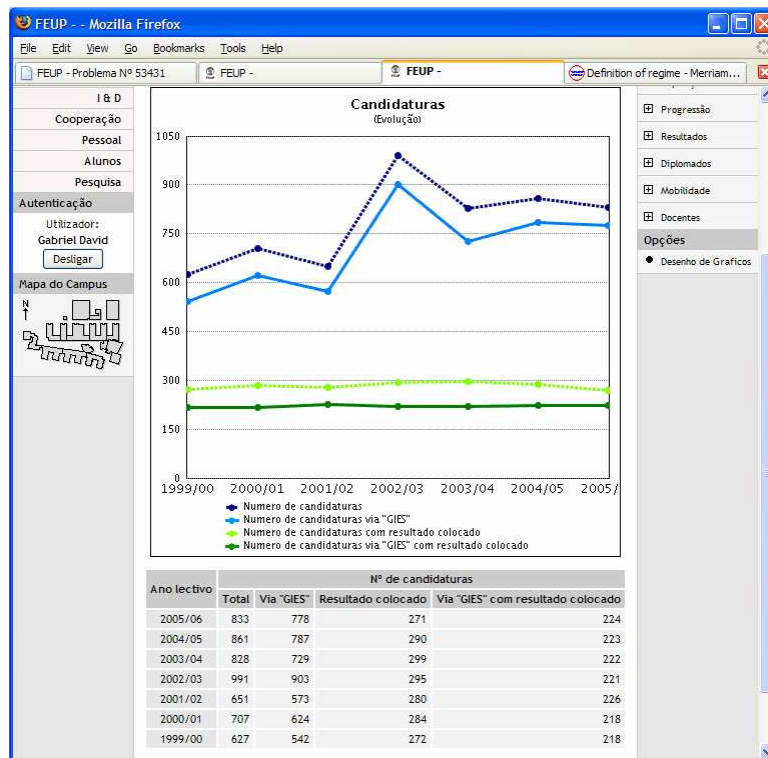 FEUP - - Mozilla Firefox
File Edit View Go Bookmarks Tools Help
FEUP - Problema Nº 53431
FEUP -
FEUP -
Definition of regime - Merriam...
I & D
Cooperação
Pessoal
Alunos
Pesquisa
Autenticação
Utilizador:
Gabriel David
Desligar
Mapa do Campus
N
Candidaturas
(Evolução)
1050
900
750
600
450
300
150
0
1999/00 2000/01 2001/02 2002/03 2003/04 2004/05 2005/
Numero de candidaturas
Numero de candidaturas via "GIES"
Numero de candidaturas com resultado colocado
Numero de candidaturas via "GIES" com resultado colocado
Ano lectivo Nº de candidaturas
Total Via "GIES" Resultado colocado Via "GIES" com resultado colocado
2005/06 833 778 271 224
2004/05 861 787 290 223
2003/04 828 729 299 222
2002/03 991 903 295 221
2001/02 651 573 280 226
2000/01 707 624 284 218
1999/00 627 542 272 218
Progressão
Resultados
Diplomados
Mobilidade
Docentes
Opções
Desenho de Graficos